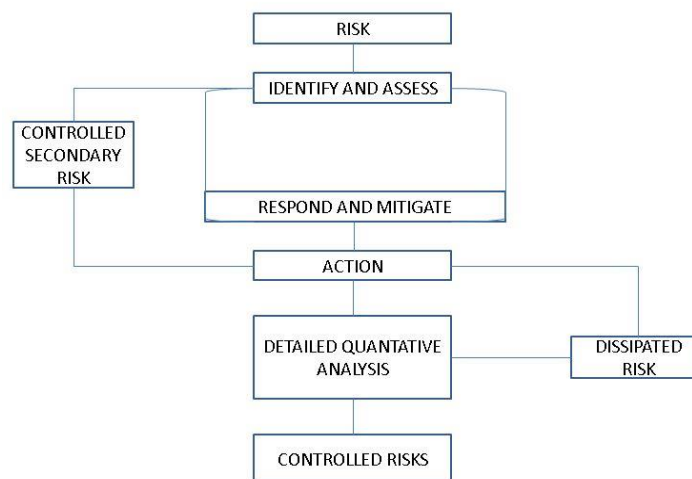 RISK
IDENTIFY AND ASSESS
CONTROLLED
SECONDARY
RISK
RESPOND AND MITIGATE
ACTION
DETAILED QUANTATIVE
ANALYSIS
DISSIPATED
RISK
CONTROLLED RISKS